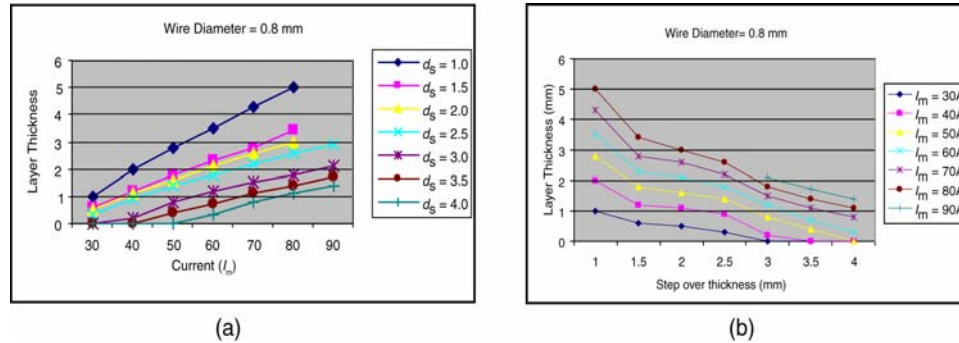 Wire Diameter = 0.8 mm
6
5
4
3
2
1
0
Layer Thickness
30 40 50 60 70 80 90
Current (Im)
ds = 1.0
ds = 1.5
ds = 2.0
ds = 2.5
ds = 3.0
ds = 3.5
ds = 4.0
(a)
Wire Diameter= 0.8 mm
6
5
4
3
2
1
0
Layer Thickness (mm)
1 1.5 2 2.5 3 3.5 4
Step over thickness (mm)
Im = 30A
Im = 40A
Im = 50A
Im = 60A
Im = 70A
Im = 80A
Im = 90A
(b)